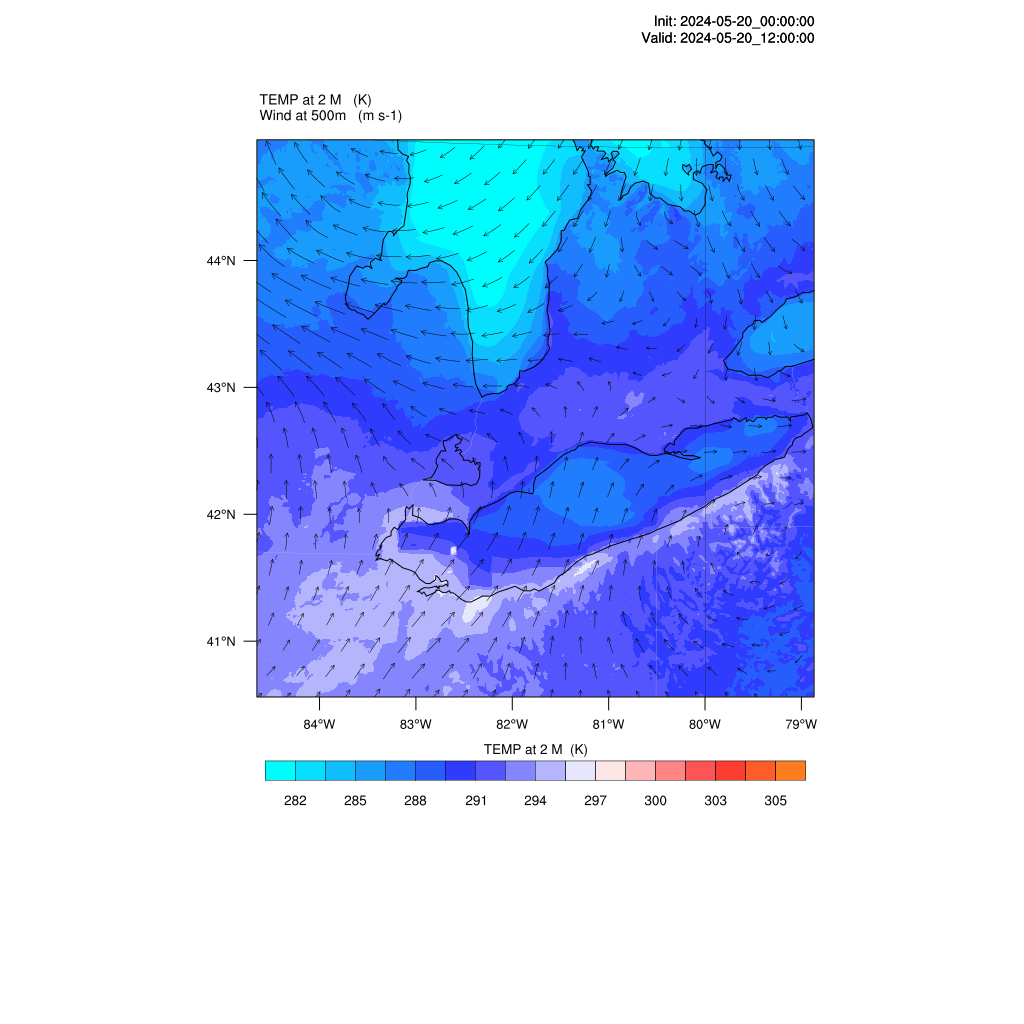 Init: 2024-05-20_00:00:00
Valid: 2024-05-20_12:00:00
TEMP at 2 M   (K)
Wind at 500m   (m s-1)
44°N
43°N
42°N
41°N
84°W 83°W 82°W 81°W 80°W 79°W
TEMP at 2 M  (K)
282 285 288 291 294 297 300 303 305